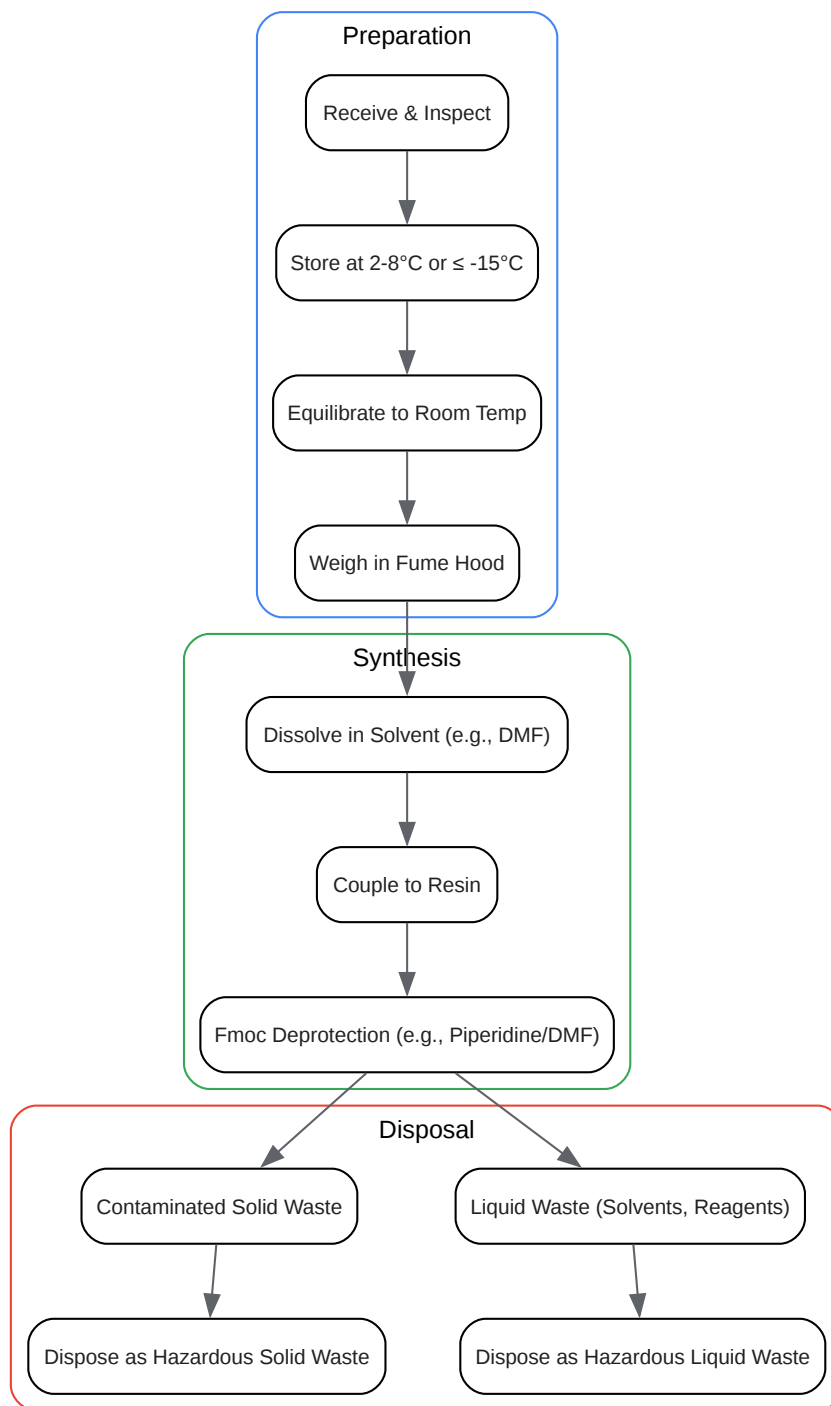 Preparation
Receive & Inspect
Store at 2-8°C or ≤ -15°C
Equilibrate to Room Temp
Weigh in Fume Hood
Synthesis
Dissolve in Solvent (e.g., DMF)
Couple to Resin
Fmoc Deprotection (e.g., Piperidine/DMF)
Disposal
Contaminated Solid Waste
Liquid Waste (Solvents, Reagents)
Dispose as Hazardous Solid Waste
Dispose as Hazardous Liquid Waste